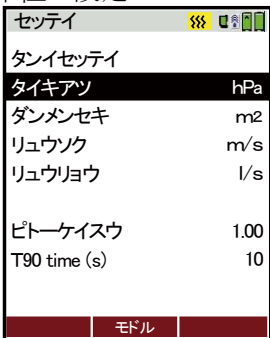 セッテイ
タンイセッテイ
タイキアツ hPa
ダンメンセキ m2
リュウソク m/s
リュウリョウ l/s
ピトーケイスウ 1.00
T90 time (s) 10
モドル